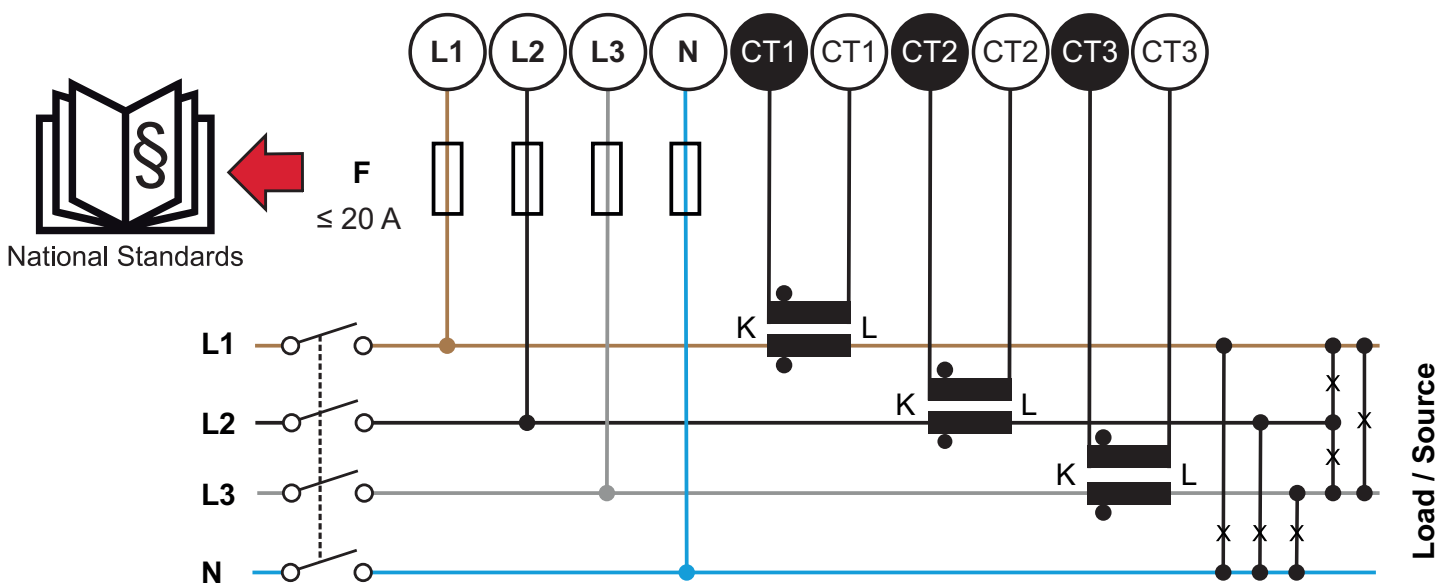 L1 L2 L3 N CT1 CT1 CT2 CT2 CT3 CT3
§
F
≤ 20 A
National Standards
K L
L1
K L
L2
K L
L3
N
x
x
x
x x x
Load / Source